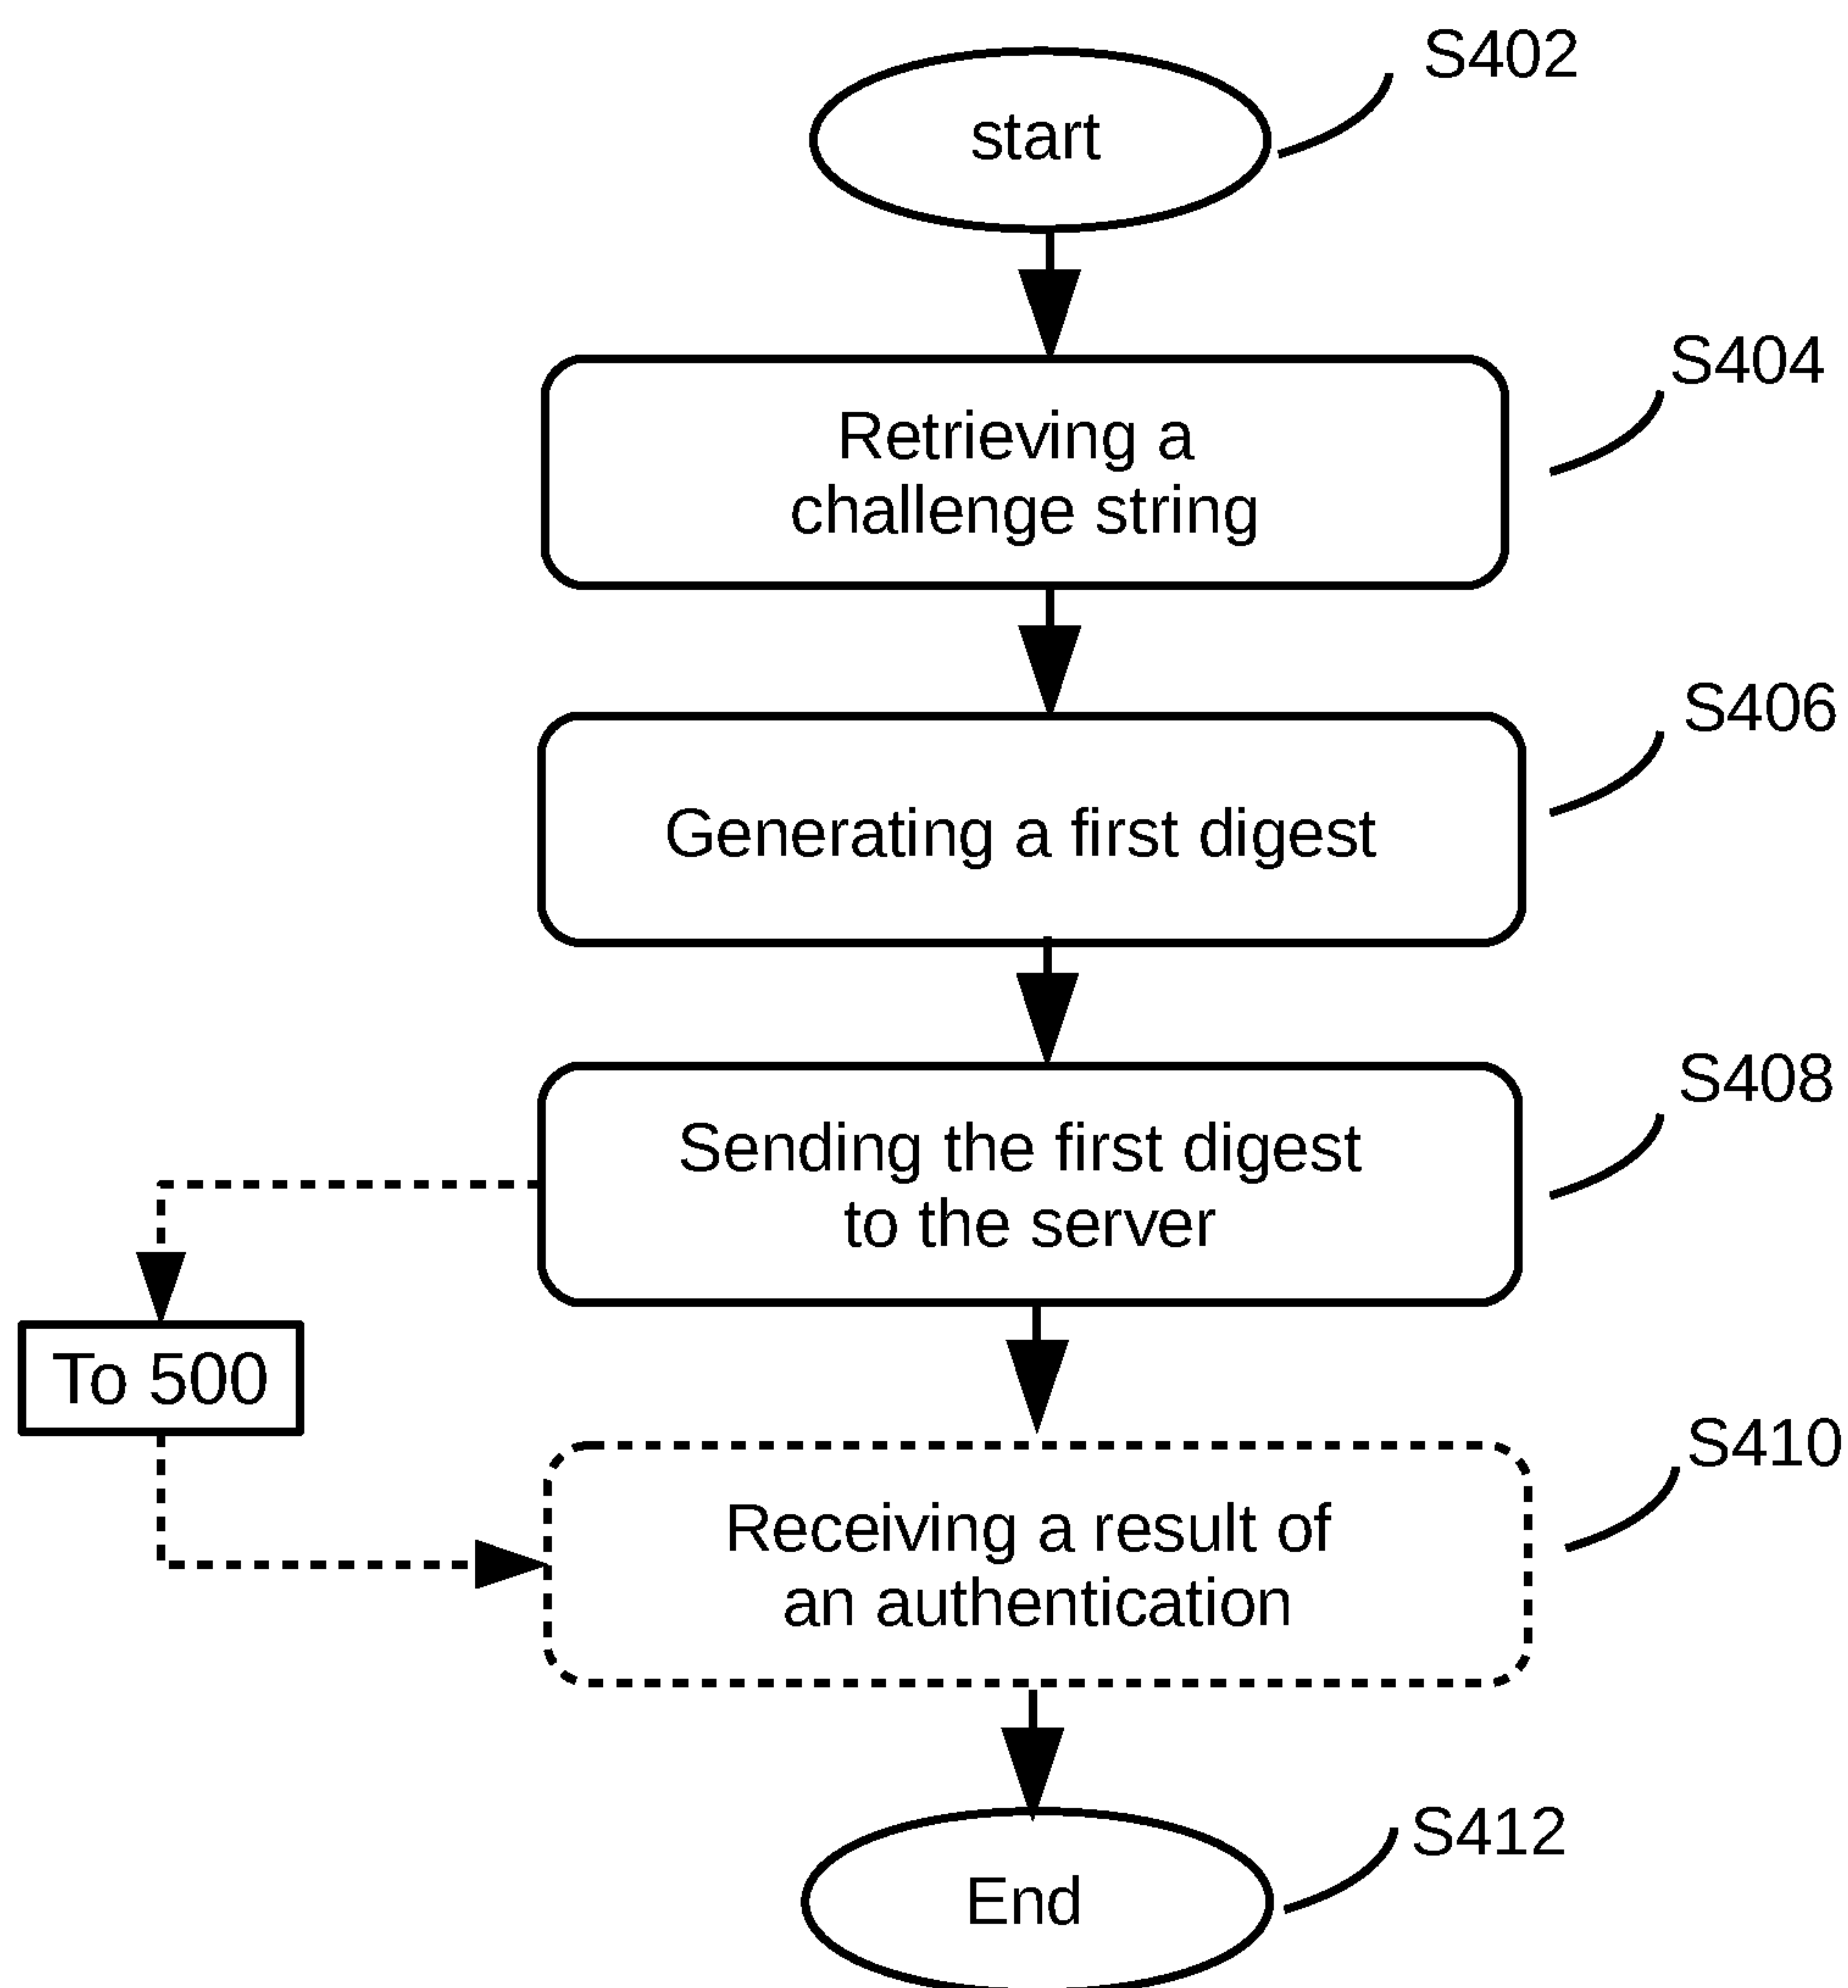 S402
start
S404
Retrieving a
challenge string
S406
Generating a first digest
S408
Sending the first digest
to the server
To 500
S410
Receiving a result of
an authentication
S412
End